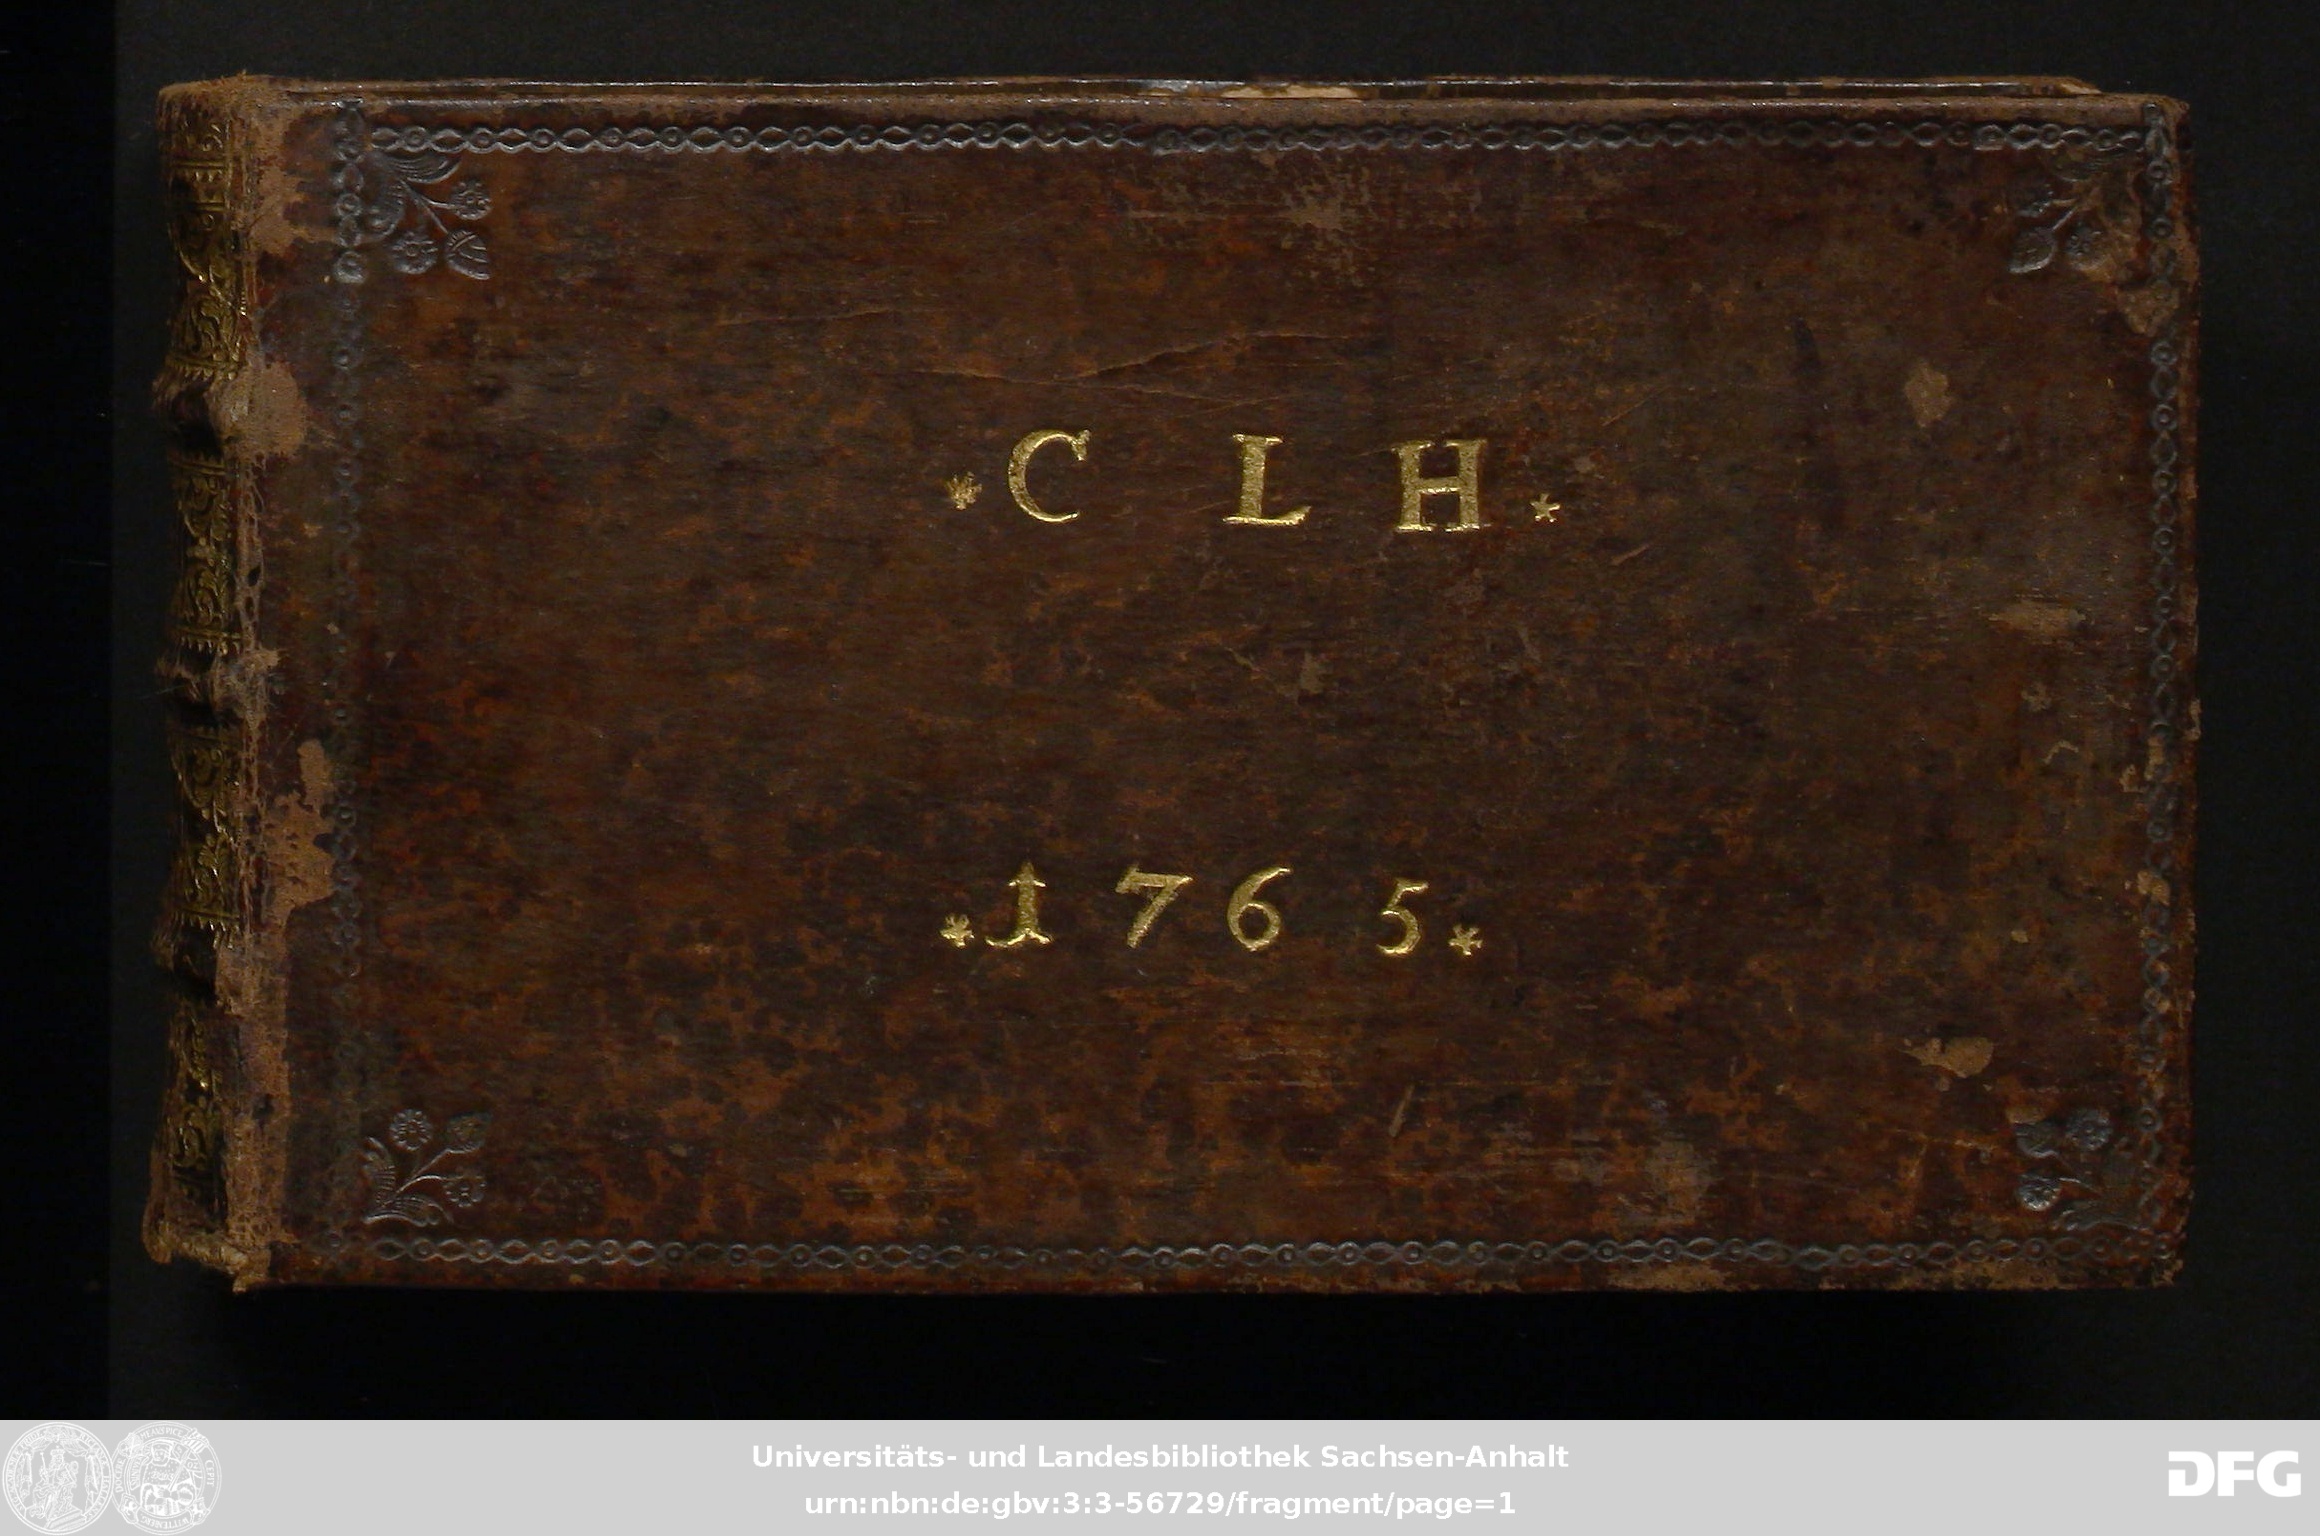 * C L H *
* 1 7 6 5 *
Universitäts- und Landesbibliothek Sachsen-Anhalt
urn:nbn:de:gbv:3:3-56729/fragment/page=1
DFG